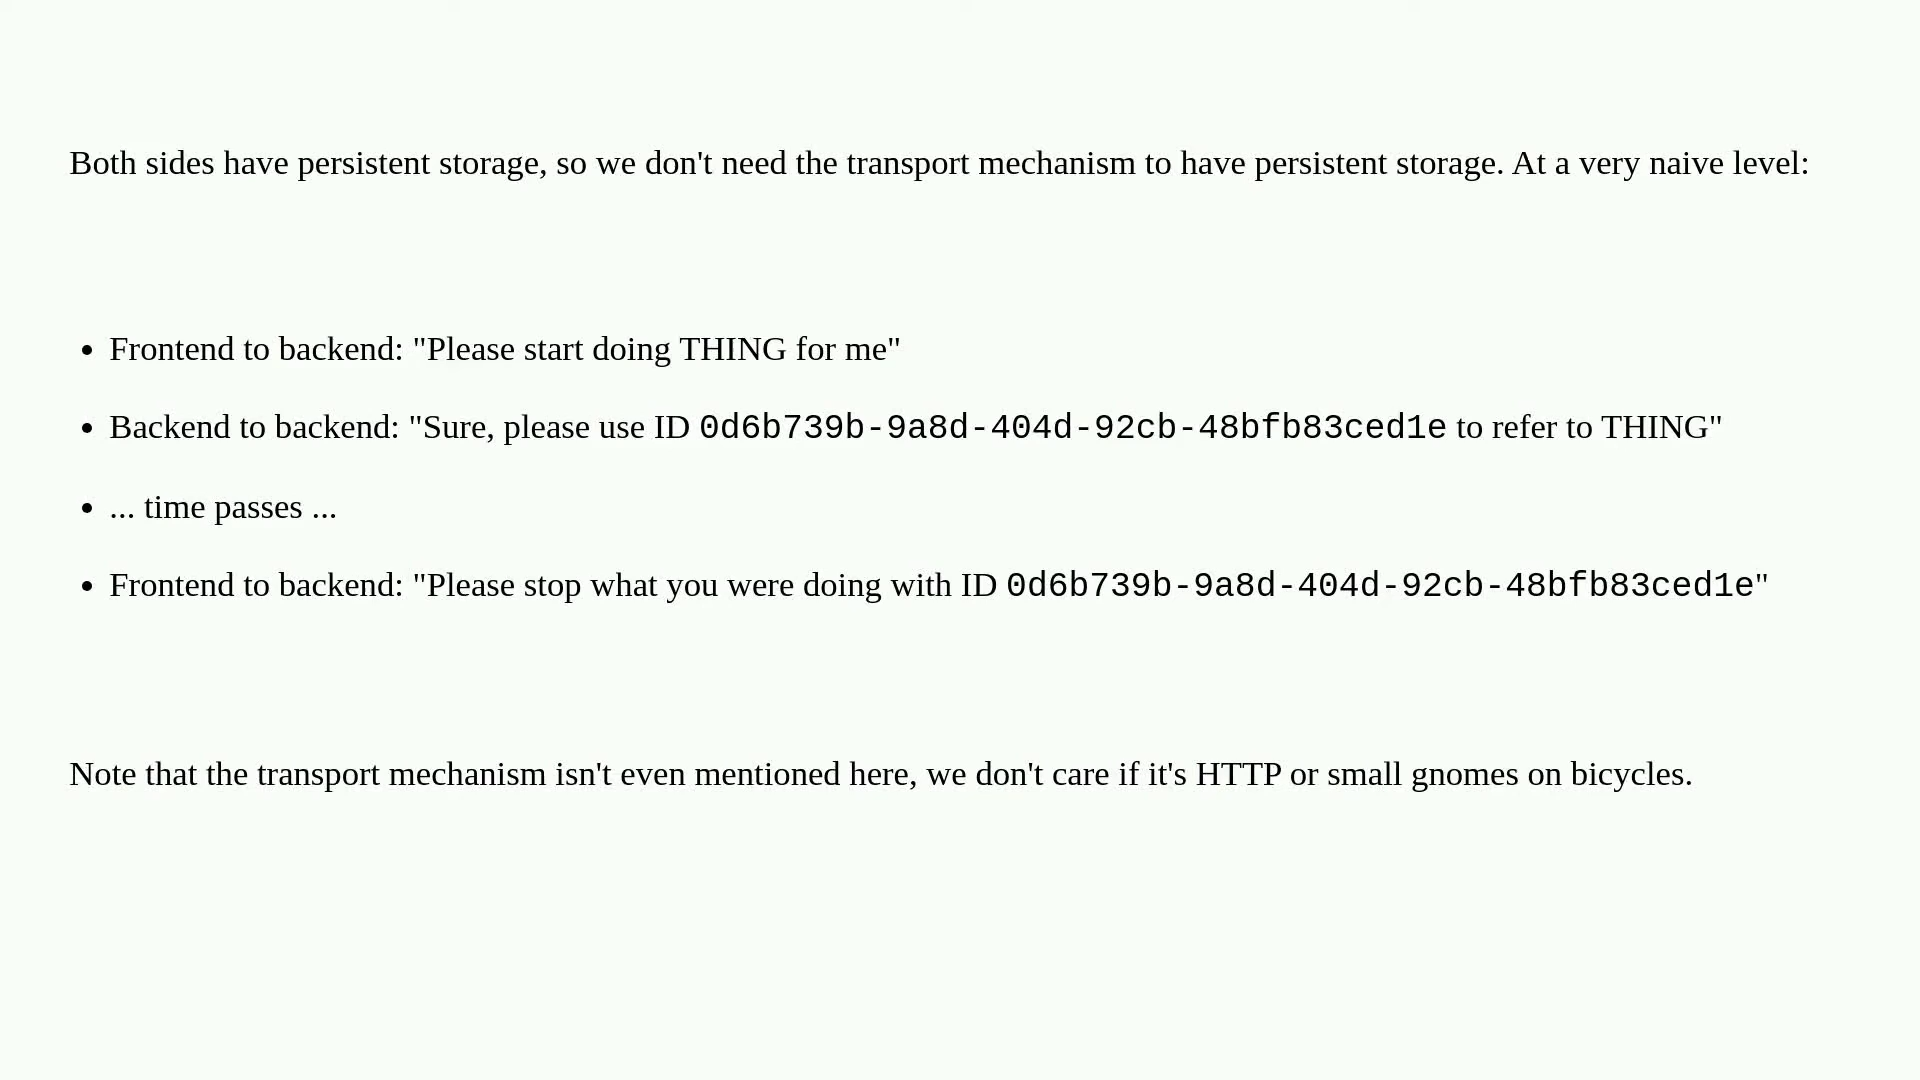 Both sides have persistent storage, so we don't need the transport mechanism to have persistent storage. At a very naive level:
• Frontend to backend: "Please start doing THING for me"
• Backend to backend: "Sure, please use ID 0d6b739b-9a8d-404d-92cb-48bfb83ced1e to refer to THING"
• ... time passes ...
• Frontend to backend: "Please stop what you were doing with ID 0d6b739b-9a8d-404d-92cb-48bfb83ced1e"
Note that the transport mechanism isn't even mentioned here, we don't care if it's HTTP or small gnomes on bicycles.